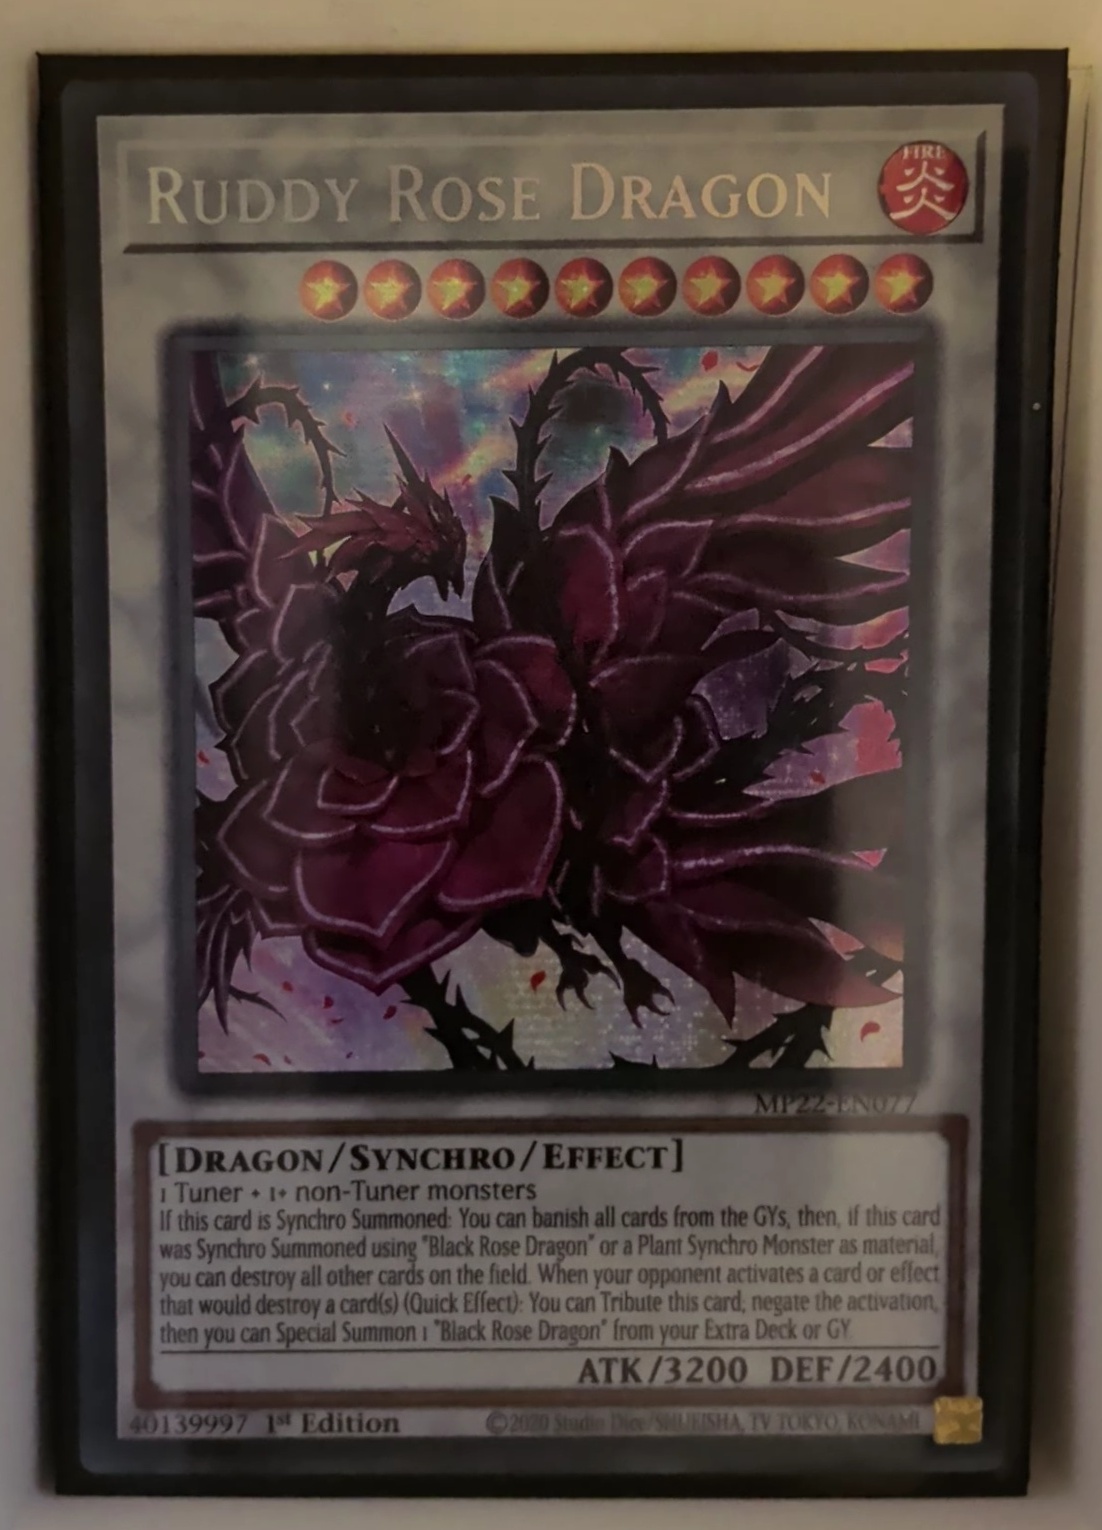 RUDDY ROSE DRAGON
FIRE
炎
MP22-EN077
[DRAGON/SYNCHRO/EFFECT]
1 Tuner + 1+ non-Tuner monsters
If this card is Synchro Summoned: You can banish all cards from the GYs, then, if this card
was Synchro Summoned using "Black Rose Dragon" or a Plant Synchro Monster as material,
you can destroy all other cards on the field. When your opponent activates a card or effect
that would destroy a card(s) (Quick Effect): You can Tribute this card; negate the activation,
then you can Special Summon 1 "Black Rose Dragon" from your Extra Deck or GY.
ATK/3200 DEF/2400
40139997 1st Edition ©2020 Studio Dice/SHUEISHA, TV TOKYO, KONAMI